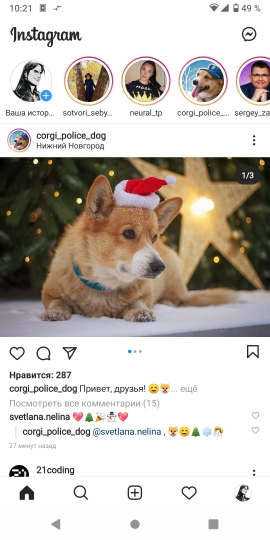 10:21
49 %
Instagram
Ваша истор...
sotvori_seby...
neural_tp
corgi_police_...
sergey_za
corgi_police_dog
Нижний Новгород
1/3
Нравится: 287
corgi_police_dog Привет, друзья! 😊🐯... ещё
Посмотреть все комментарии (15)
svetlana.nelina 💖🎄🎉⛄💖
corgi_police_dog @svetlana.nelina , 🐯😊🎄❄️🎅
27 минут назад
21coding